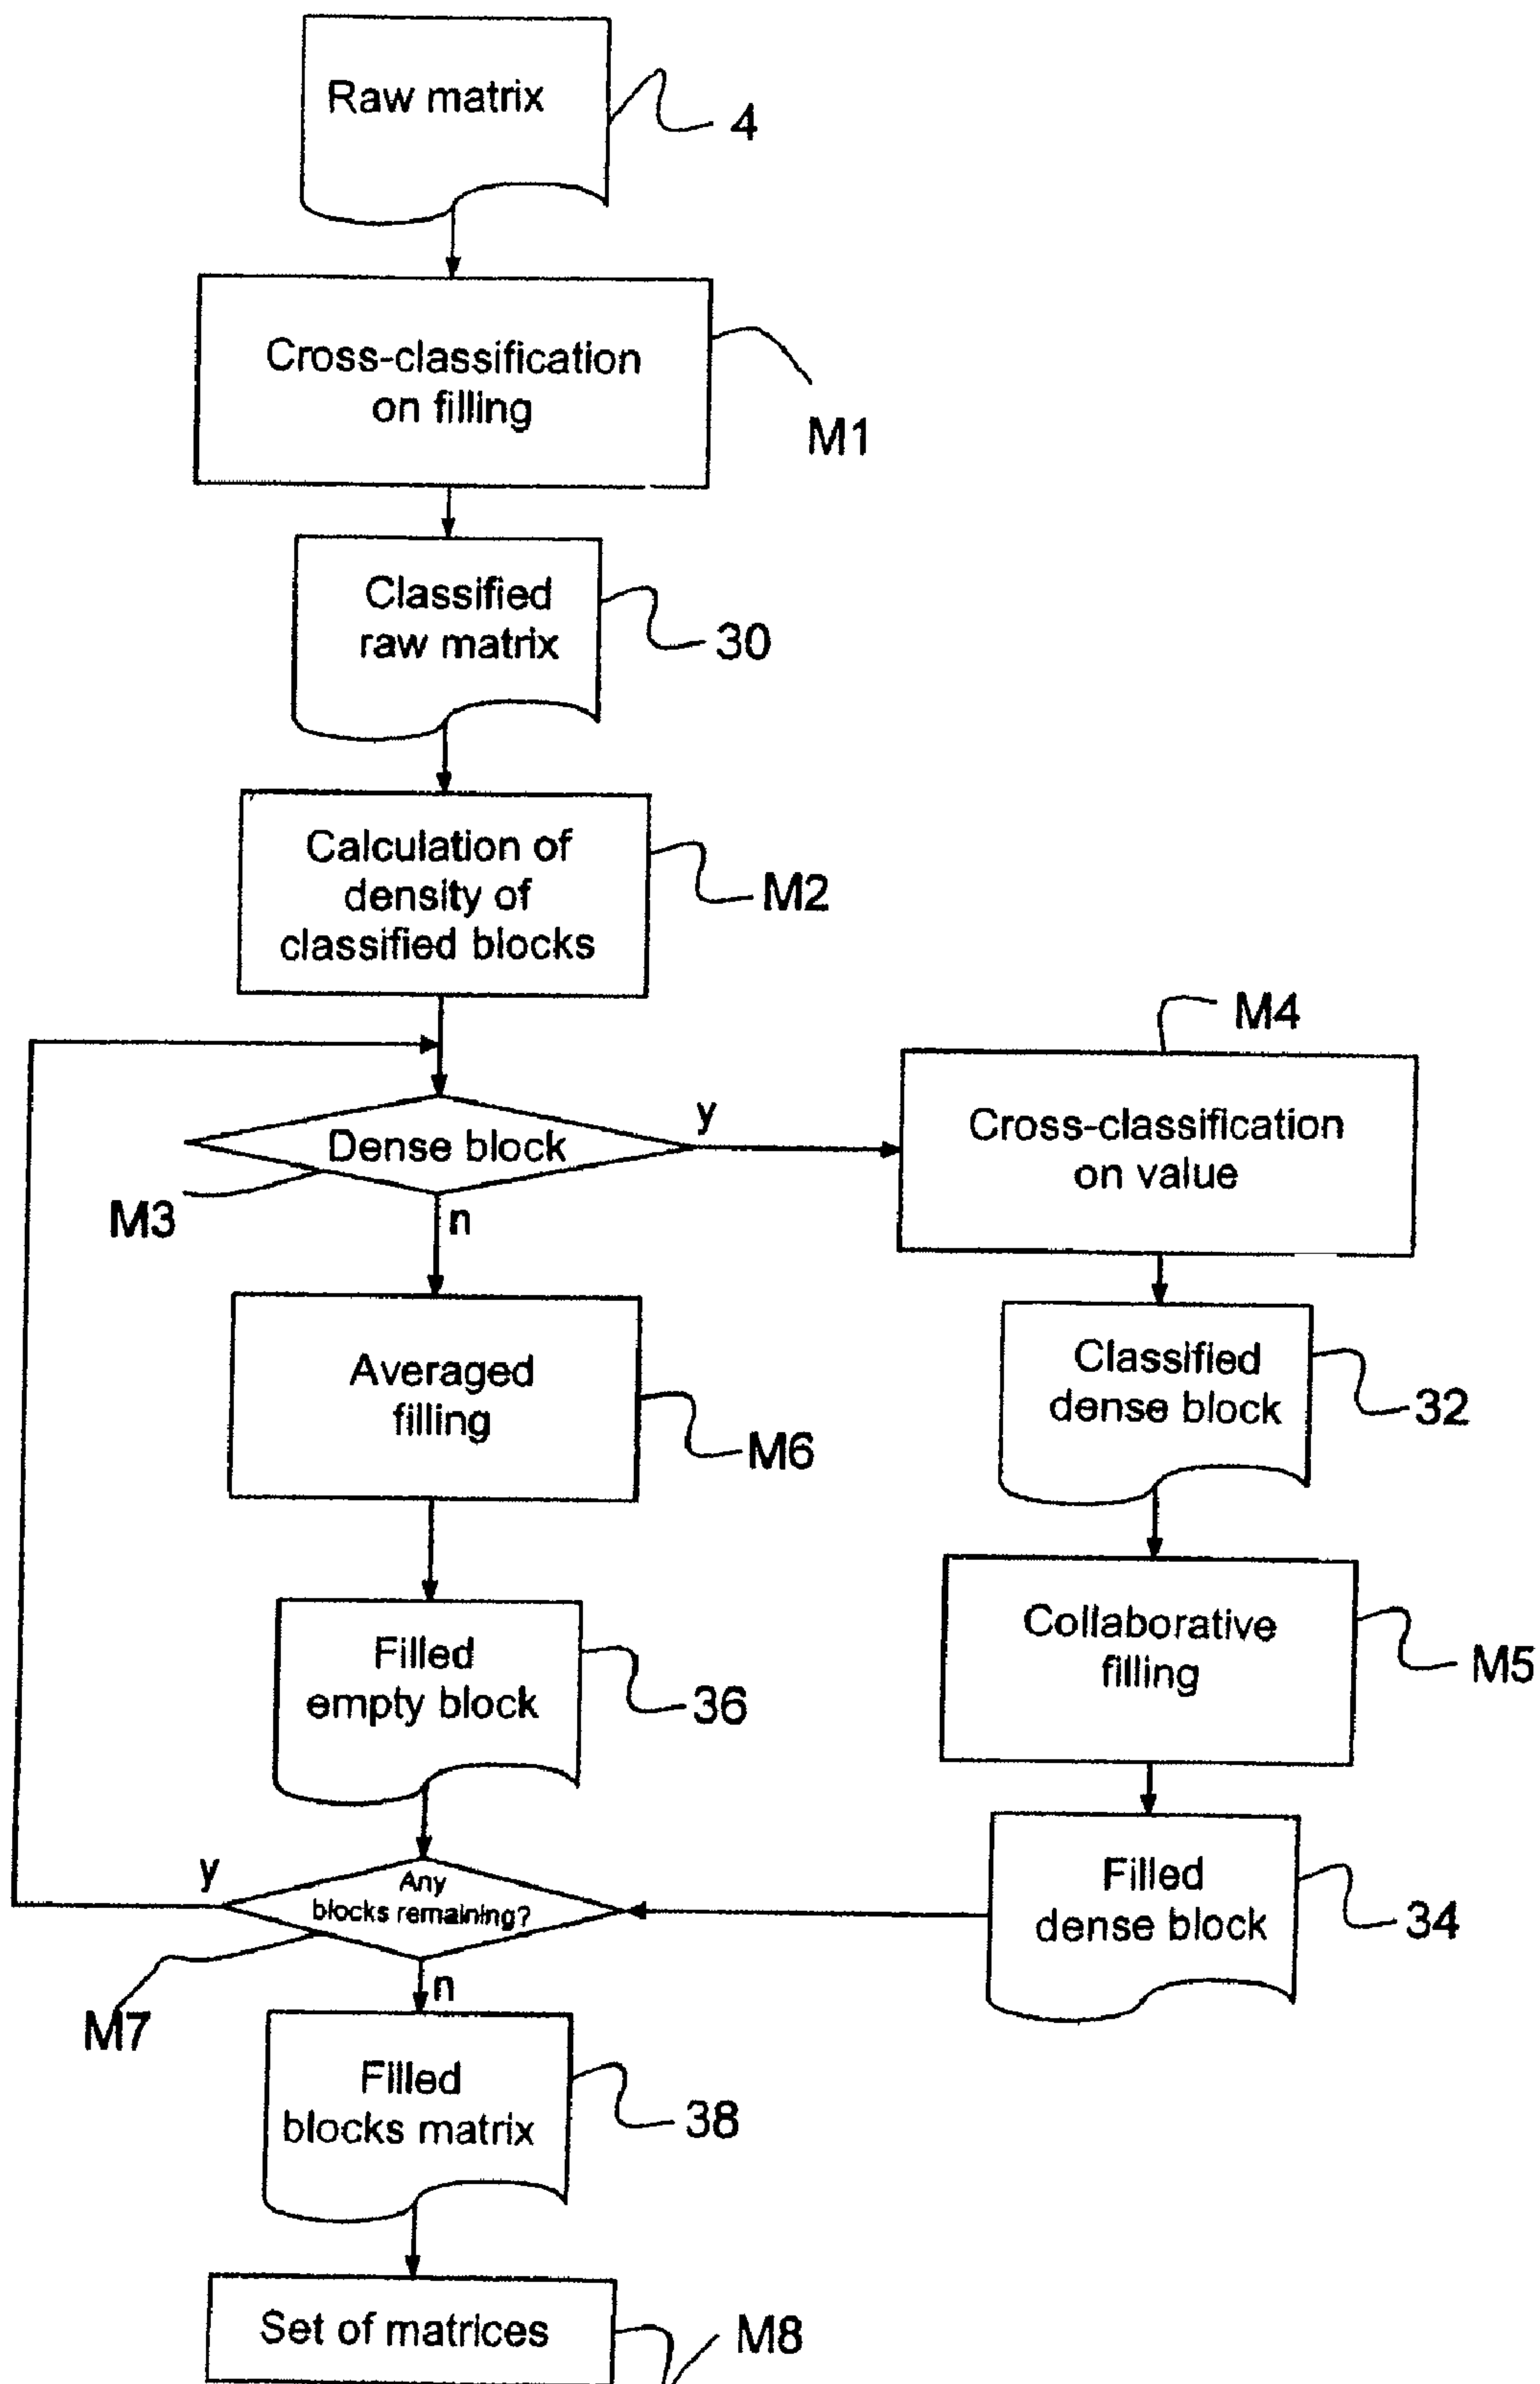 Raw matrix
4
Cross-classification
on filling
M1
Classified
raw matrix
30
Calculation of
density of
classified blocks
M2
M4
Dense block
y
n
M3
Cross-classification
on value
Averaged
filling
M6
Classified
dense block
32
Collaborative
filling
M5
Filled
empty block
36
Filled
dense block
34
Any
blocks remaining?
y
n
M7
Filled
blocks matrix
38
Set of matrices
M8